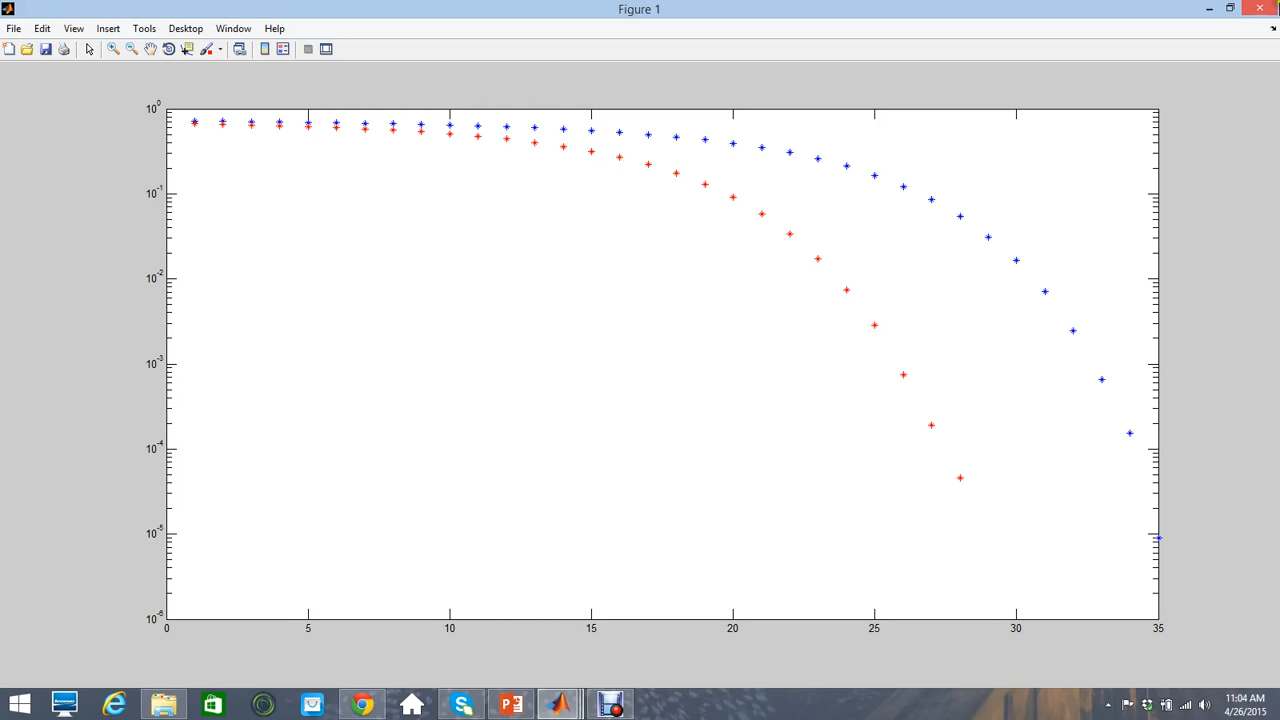 Figure 1
File Edit View Insert Tools Desktop Window Help
10^0
10^-1
10^-2
10^-3
10^-4
10^-5
10^-6
0 5 10 15 20 25 30 35
11:04 AM
4/26/2015